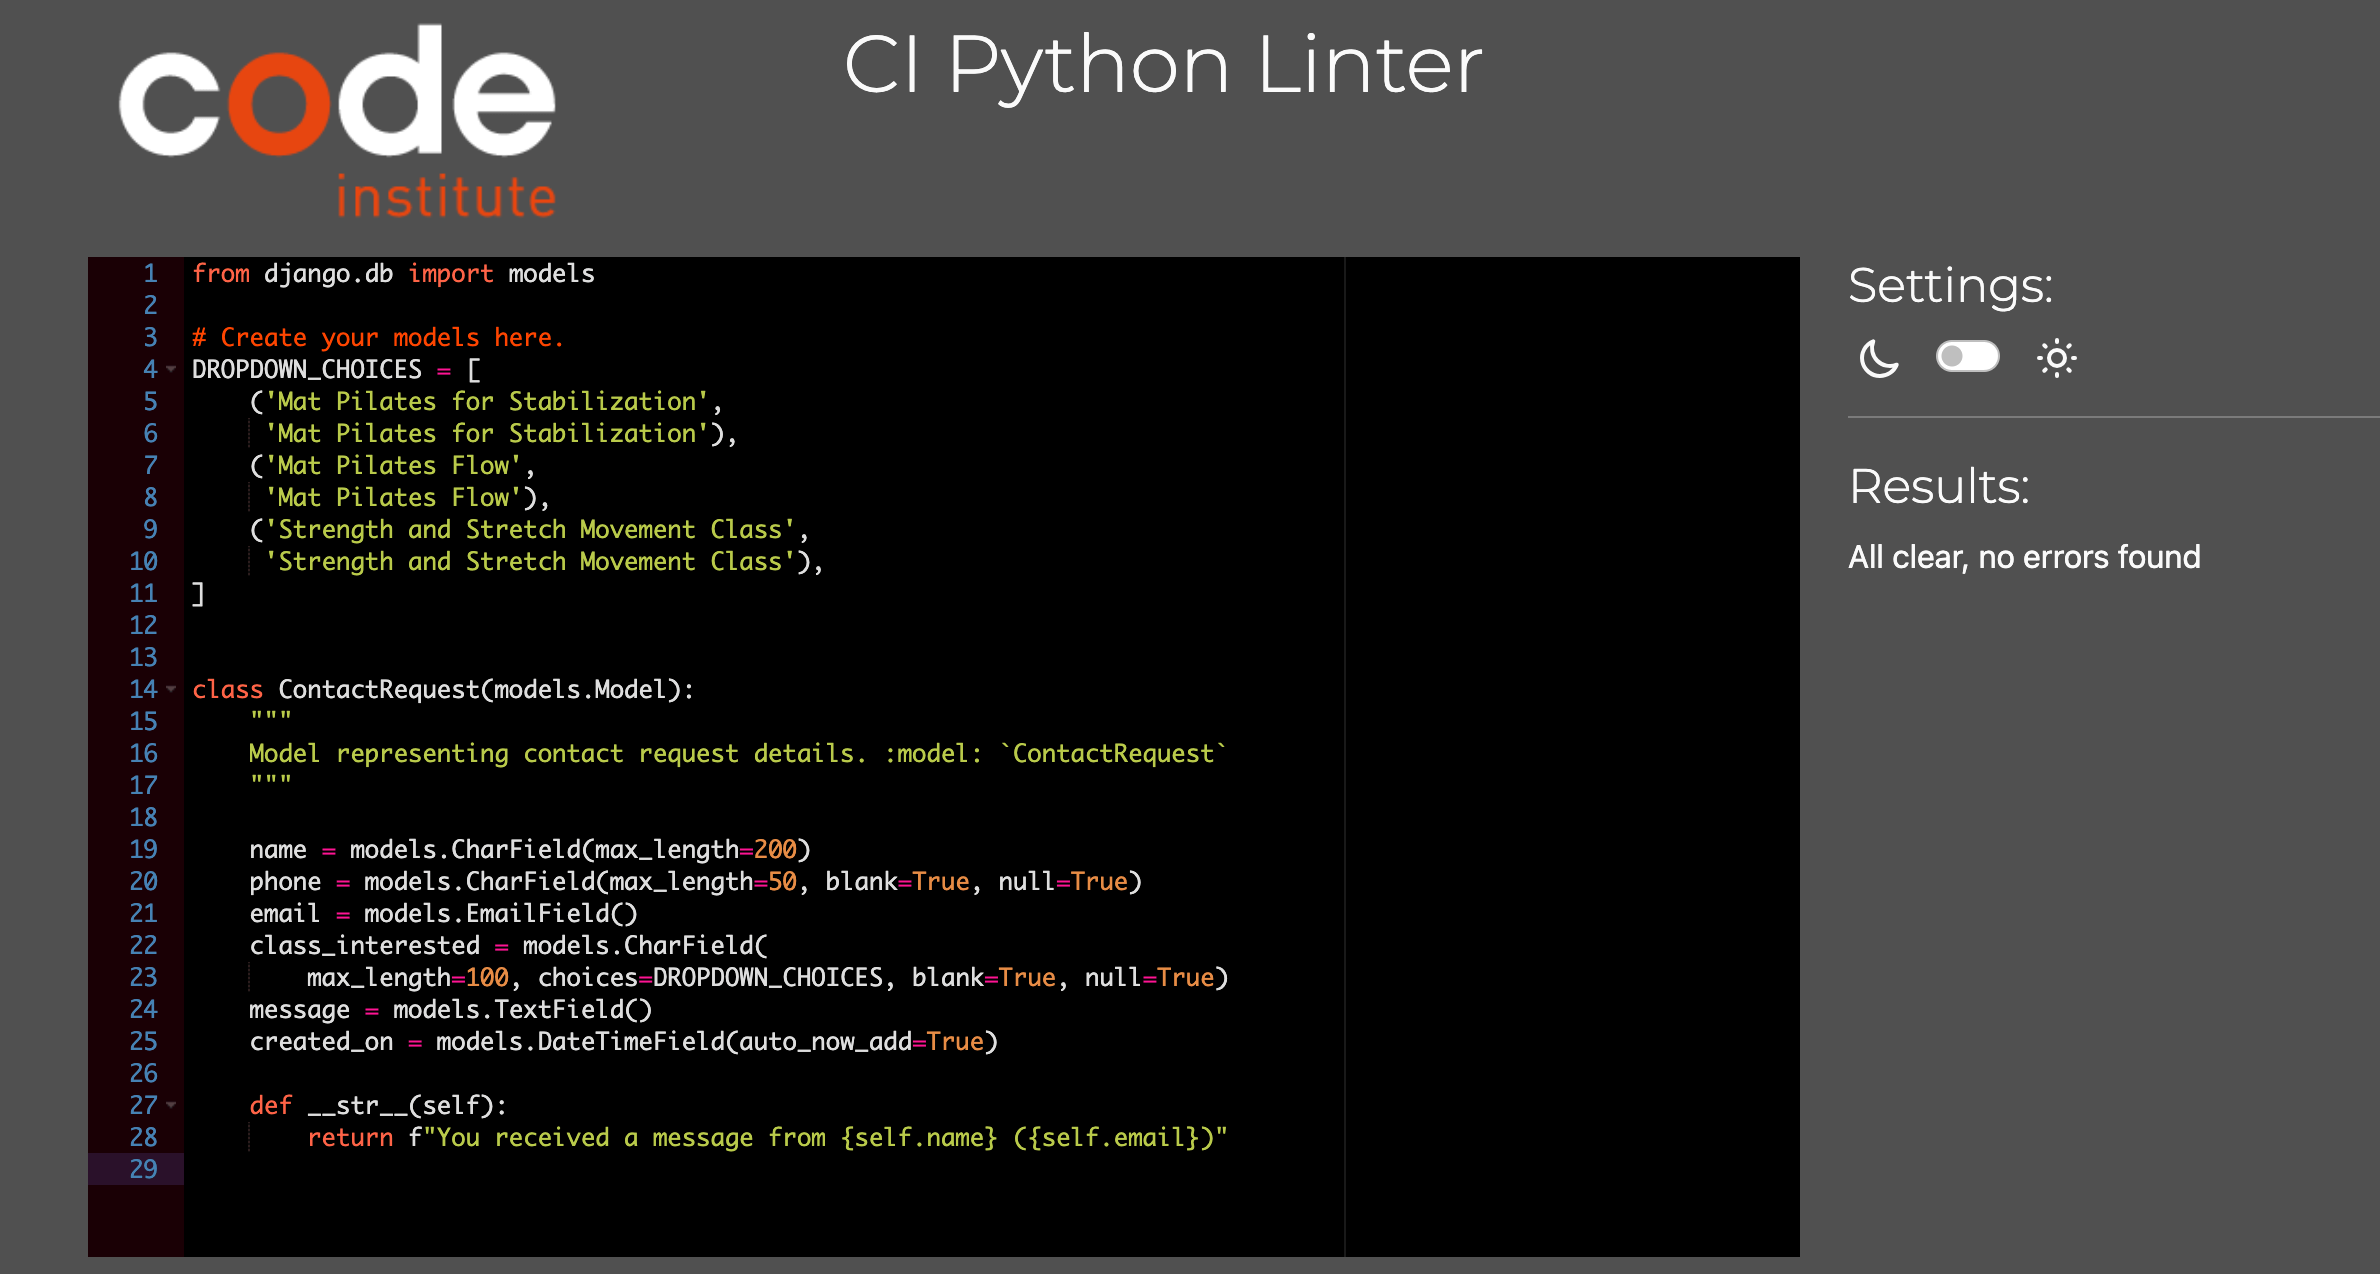 code
institute
CI Python Linter
1 from django.db import models
2
3 # Create your models here.
4 DROPDOWN_CHOICES = [
5     ('Mat Pilates for Stabilization',
6      'Mat Pilates for Stabilization'),
7     ('Mat Pilates Flow',
8      'Mat Pilates Flow'),
9     ('Strength and Stretch Movement Class',
10      'Strength and Stretch Movement Class'),
11 ]
12
13
14 class ContactRequest(models.Model):
15     """
16     Model representing contact request details. :model: `ContactRequest`
17     """
18
19     name = models.CharField(max_length=200)
20     phone = models.CharField(max_length=50, blank=True, null=True)
21     email = models.EmailField()
22     class_interested = models.CharField(
23         max_length=100, choices=DROPDOWN_CHOICES, blank=True, null=True)
24     message = models.TextField()
25     created_on = models.DateTimeField(auto_now_add=True)
26
27     def __str__(self):
28         return f"You received a message from {self.name} ({self.email})"
29
Settings:
Results:
All clear, no errors found